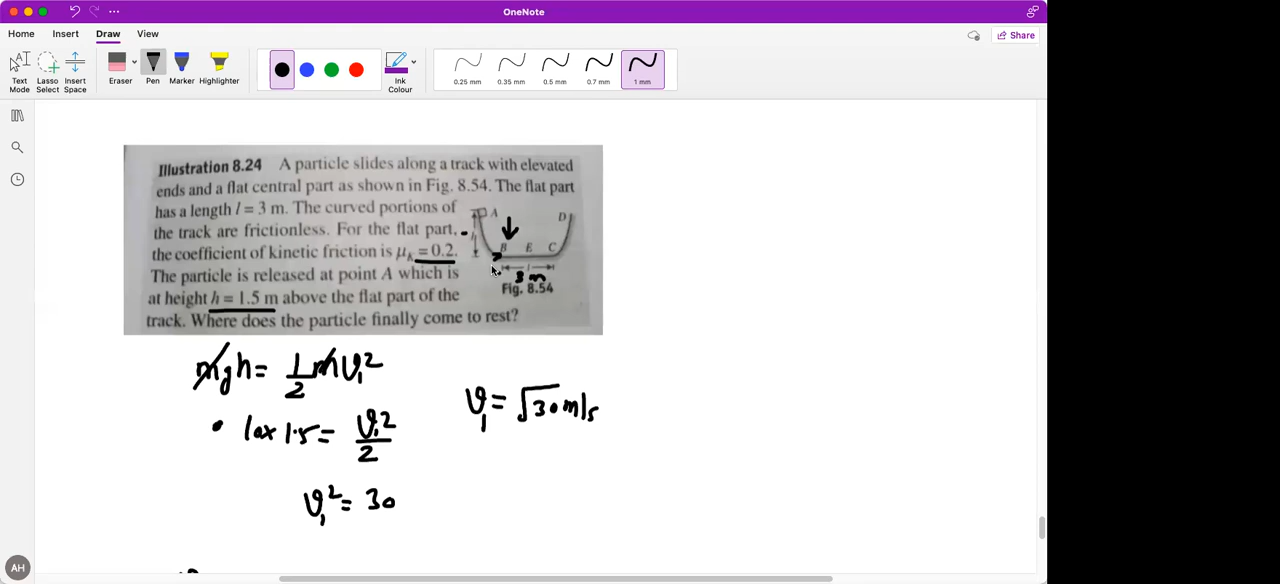 OneNote
Home Insert Draw View
Share
Text Mode
Lasso Select
Insert Space
Eraser
Pen
Marker
Highlighter
Ink Colour
0.25 mm
0.35 mm
0.5 mm
0.7 mm
1 mm
Illustration 8.24 A particle slides along a track with elevated
ends and a flat central part as shown in Fig. 8.54. The flat part
has a length l = 3 m. The curved portions of
the track are frictionless. For the flat part,
the coefficient of kinetic friction is μk = 0.2.
The particle is released at point A which is
at height h = 1.5 m above the flat part of the
track. Where does the particle finally come to rest?
A D
B E C
3 m
Fig. 8.54
mgh = 1/2 mv₁²
10x 1.5 = v₁²/2
v₁ = √30 m/s
v₁² = 30
AH